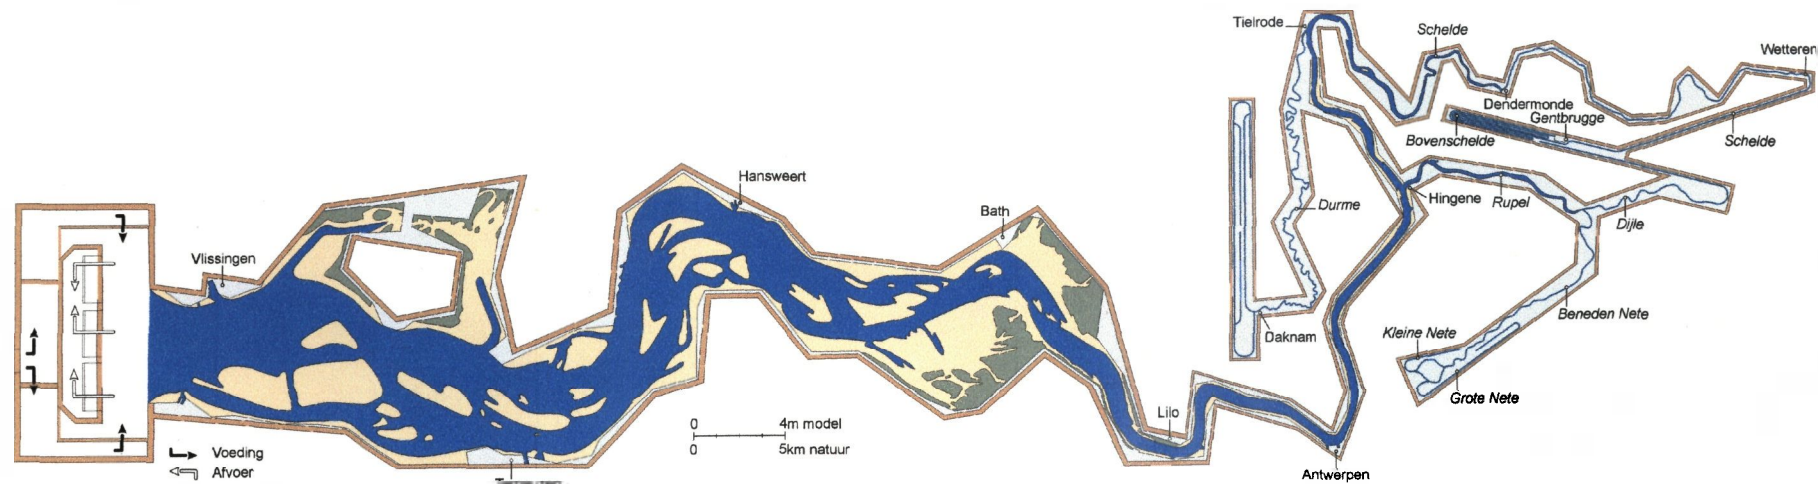 Vlissingen
Hansweert
Bath
Tielrode
Schelde
Wetteren
Dendermonde
Gentbrugge
Bovenschelde
Schelde
Durme
Hingene
Rupel
Dijle
Daknam
Beneden Nete
Kleine Nete
Grote Nete
Lilo
Antwerpen
0 4m model
0 5km natuur
Voeding
Afvoer